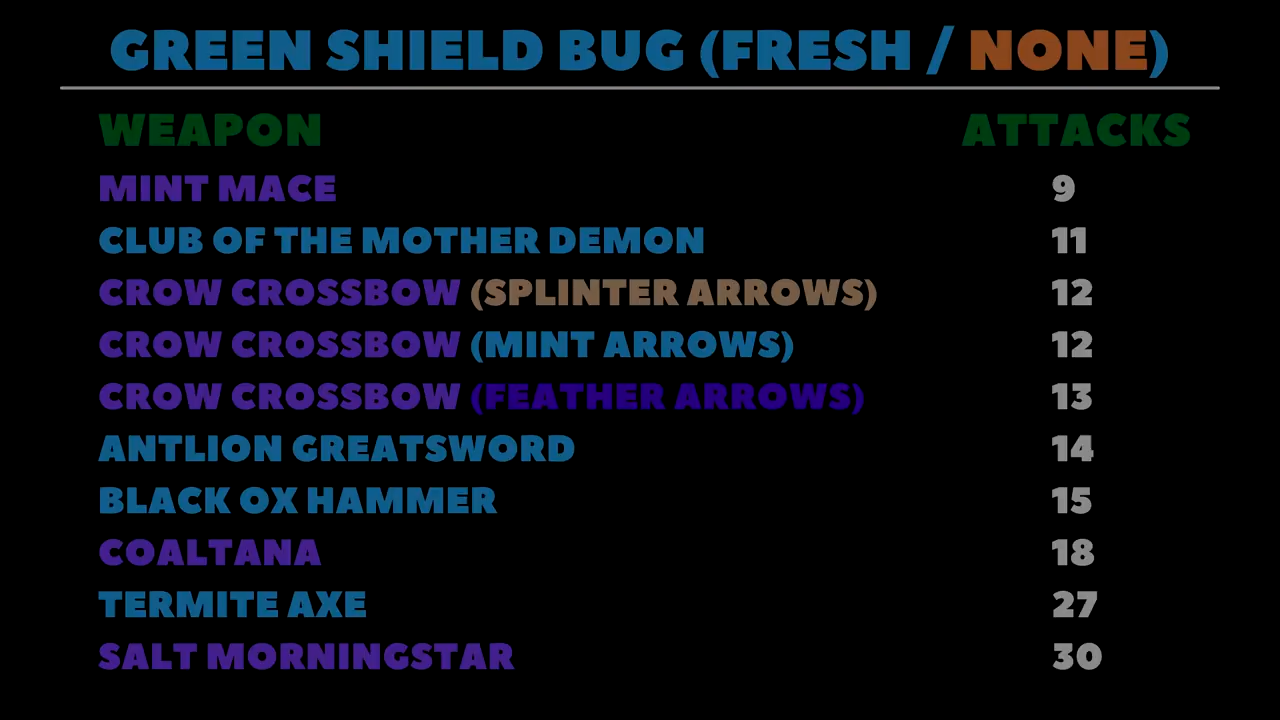 GREEN SHIELD BUG (FRESH / NONE)
WEAPON ATTACKS
MINT MACE 9
CLUB OF THE MOTHER DEMON 11
CROW CROSSBOW (SPLINTER ARROWS) 12
CROW CROSSBOW (MINT ARROWS) 12
CROW CROSSBOW (FEATHER ARROWS) 13
ANTLION GREATSWORD 14
BLACK OX HAMMER 15
COALTANA 18
TERMITE AXE 27
SALT MORNINGSTAR 30